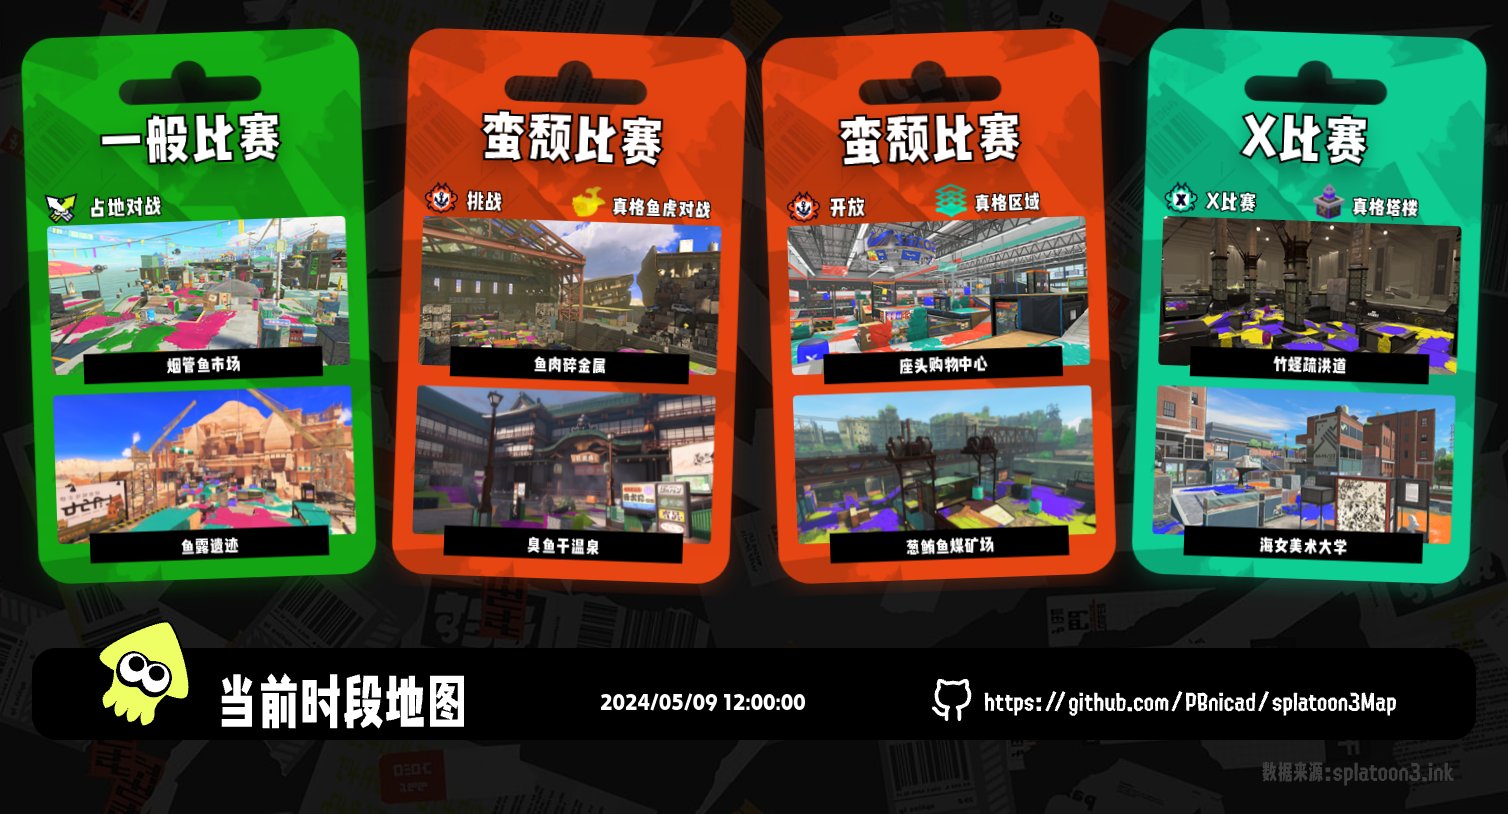 一般比赛
占地对战
烟管鱼市场
鱼露遗迹
蛮颓比赛
挑战
真格鱼虎对战
鱼肉碎金属
臭鱼干温泉
蛮颓比赛
开放
真格区域
座头购物中心
葱鲔鱼煤矿场
X比赛
X比赛
真格塔楼
竹蛏疏洪道
海女美术大学
当前时段地图
2024/05/09 12:00:00
https://github.com/PBnicad/splatoon3Map
数据来源:splatoon3.ink